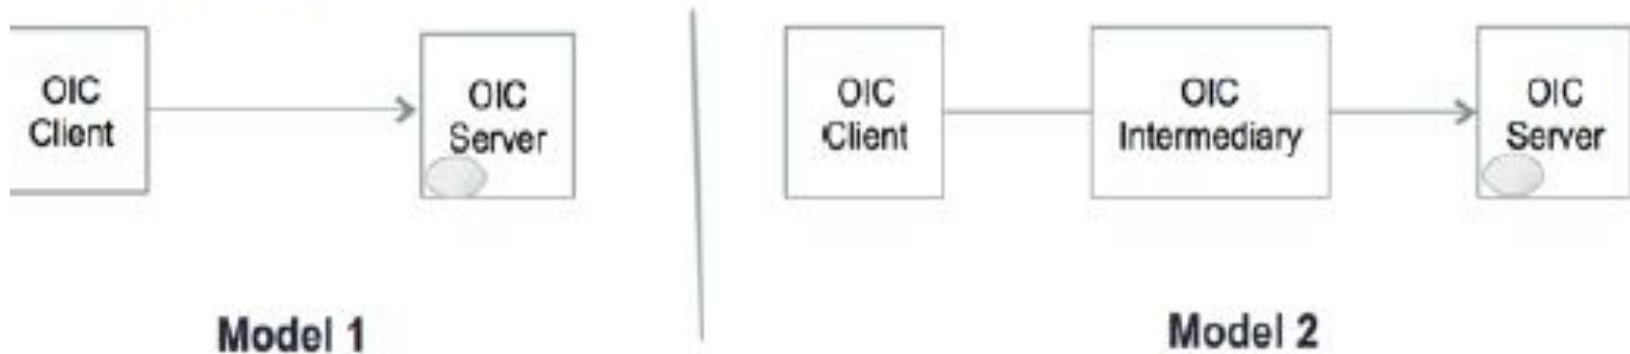 OIC
Client
OIC
Server
Model 1
OIC
Client
OIC
Intermediary
OIC
Server
Model 2